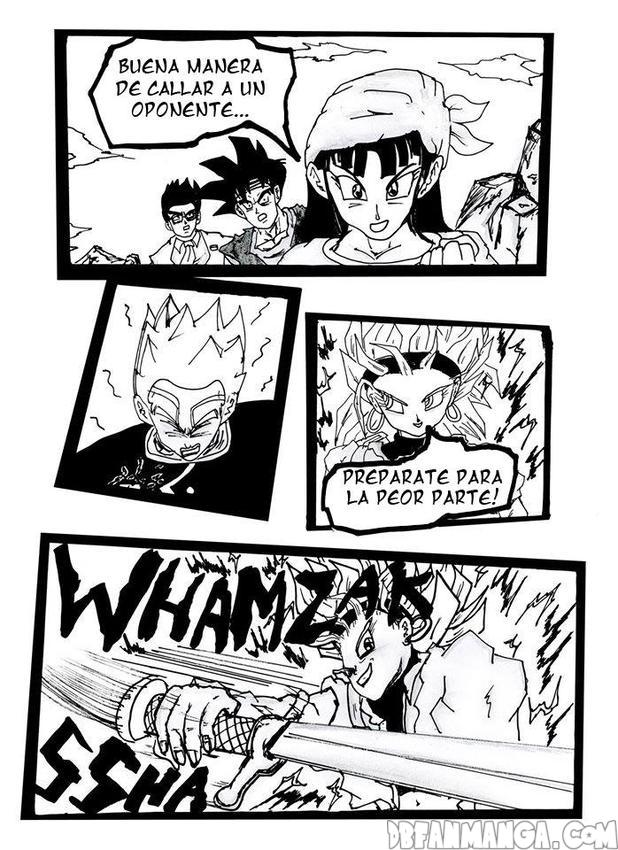 BUENA MANERA
DE CALLAR A UN
OPONENTE...
PREPARATE PARA
LA PEOR PARTE!
WHAMZAK
SSHA
DBFANMANGA.COM